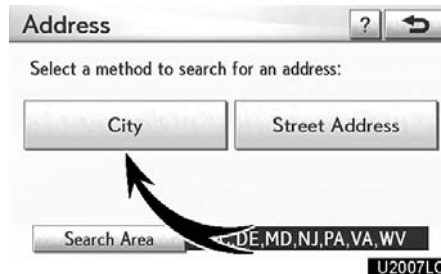 Address ?
Select a method to search for an address:
City Street Address
Search Area DE,MD,NJ,PA,VA,WV
U2007LC